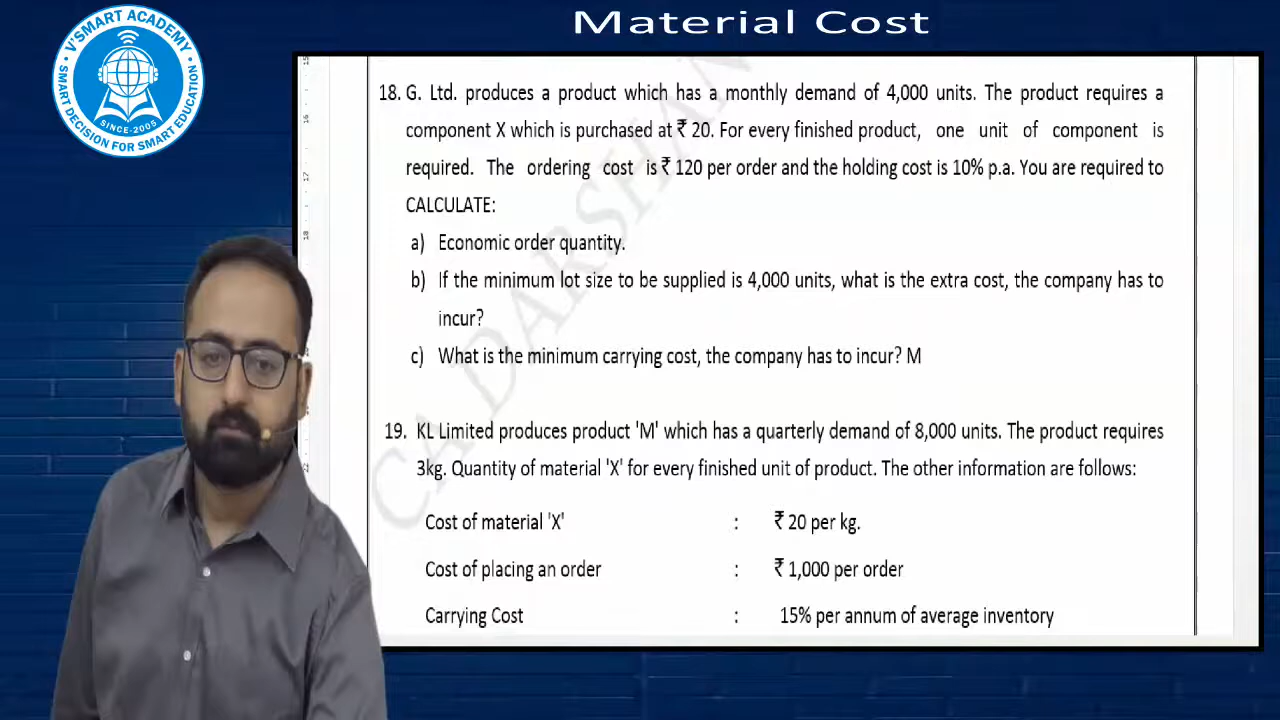 Material Cost
V'SMART ACADEMY
SMART DECISION FOR SMART EDUCATION
SINCE-2005
18. G. Ltd. produces a product which has a monthly demand of 4,000 units. The product requires a
component X which is purchased at ₹ 20. For every finished product, one unit of component is
required. The ordering cost is ₹ 120 per order and the holding cost is 10% p.a. You are required to
CALCULATE:
a) Economic order quantity.
b) If the minimum lot size to be supplied is 4,000 units, what is the extra cost, the company has to
incur?
c) What is the minimum carrying cost, the company has to incur? M
19. KL Limited produces product 'M' which has a quarterly demand of 8,000 units. The product requires
3kg. Quantity of material 'X' for every finished unit of product. The other information are follows:
Cost of material 'X' : ₹ 20 per kg.
Cost of placing an order : ₹ 1,000 per order
Carrying Cost : 15% per annum of average inventory
CA DARSHAN